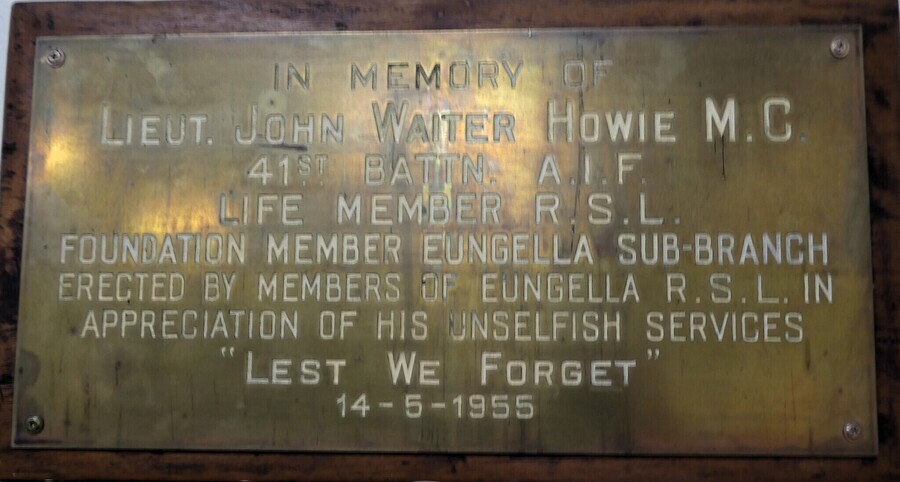 IN MEMORY OF
LIEUT. JOHN WALTER HOWIE M.C.
41ST BATTN. A.I.F.
LIFE MEMBER R.S.L.
FOUNDATION MEMBER EUNGELLA SUB-BRANCH
ERECTED BY MEMBERS OF EUNGELLA R.S.L. IN
APPRECIATION OF HIS UNSELFISH SERVICES
"LEST WE FORGET"
14-5-1955